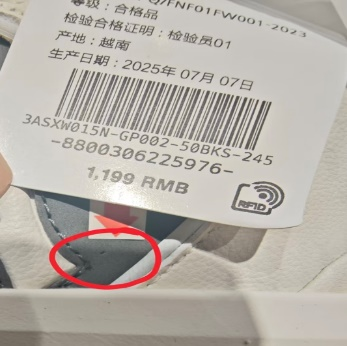 Q/FNF01FW001-2023
等级：合格品
检验合格证明：检验员01
产地：越南
生产日期：2025年 07月 07日
3ASXW015N-GP002-50BKS-245
-8800306225976-
1,199 RMB
RFID